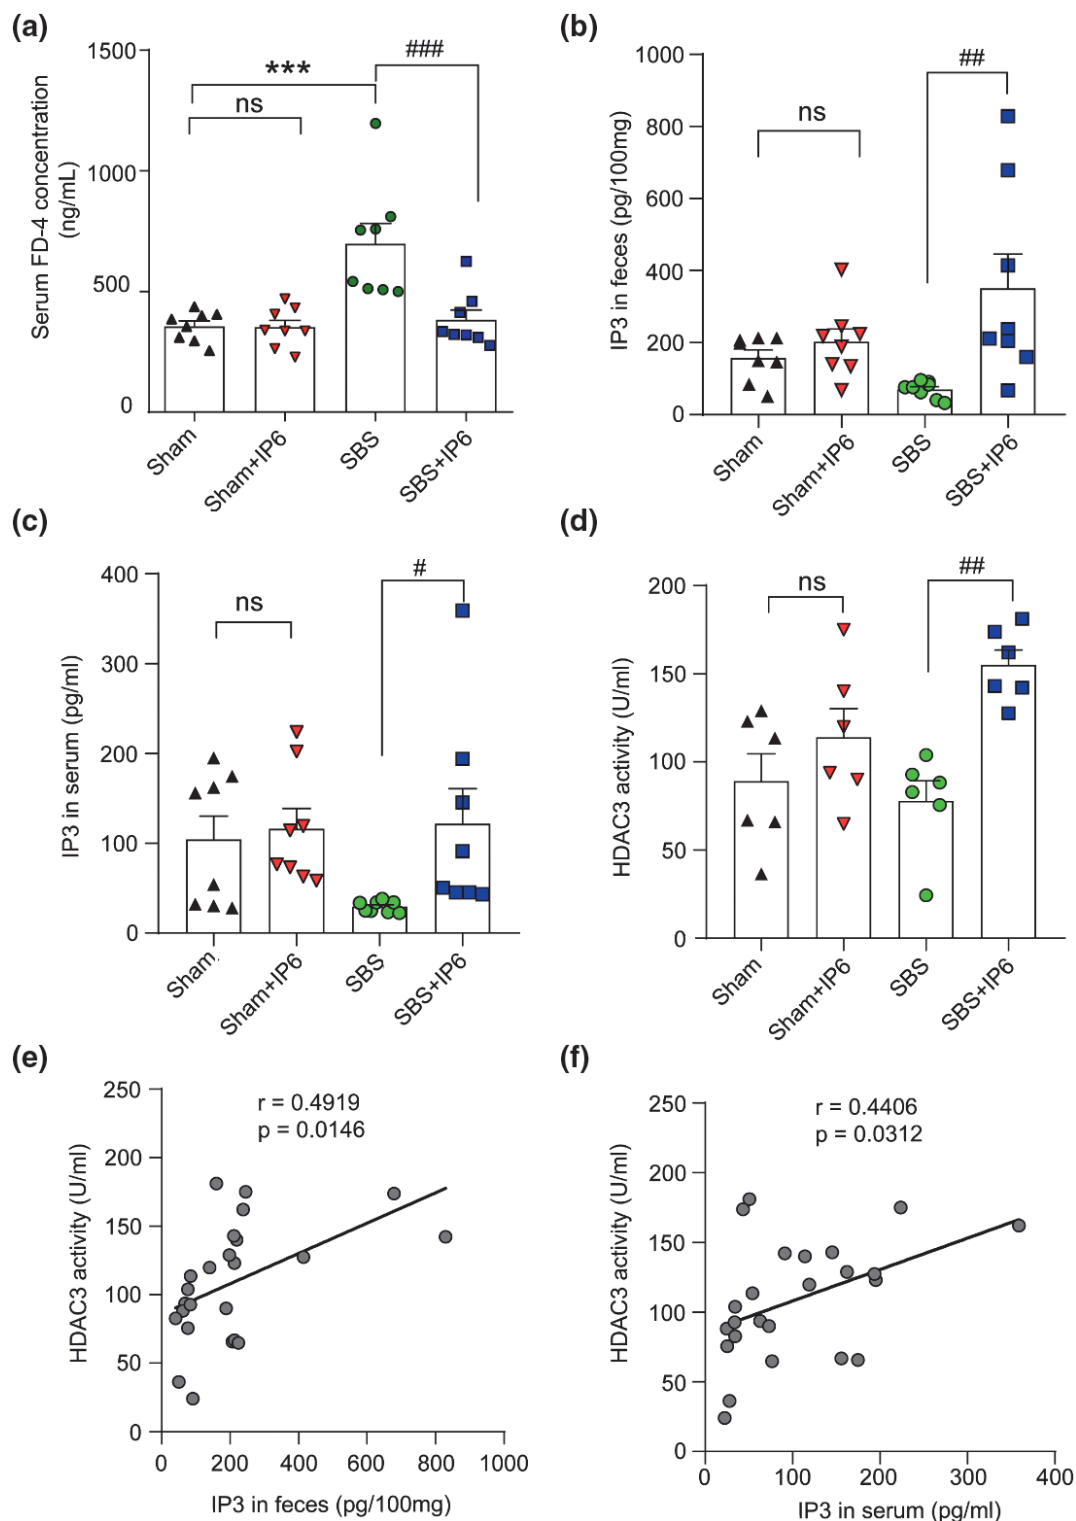 (a)
Serum FD-4 concentration
(ng/mL)
1500
1000
500
0
***
###
ns
Sham
Sham+IP6
SBS
SBS+IP6
(b)
IP3 in feces (pg/100mg)
1000
800
600
400
200
0
ns
##
Sham
Sham+IP6
SBS
SBS+IP6
(c)
IP3 in serum (pg/ml)
400
300
200
100
0
ns
#
Sham
Sham+IP6
SBS
SBS+IP6
(d)
HDAC3 activity (U/ml)
200
150
100
50
0
ns
##
Sham
Sham+IP6
SBS
SBS+IP6
(e)
HDAC3 activity (U/ml)
250
200
150
100
50
0
r = 0.4919
p = 0.0146
0 200 400 600 800 1000
IP3 in feces (pg/100mg)
(f)
HDAC3 activity (U/ml)
250
200
150
100
50
0
r = 0.4406
p = 0.0312
0 100 200 300 400
IP3 in serum (pg/ml)